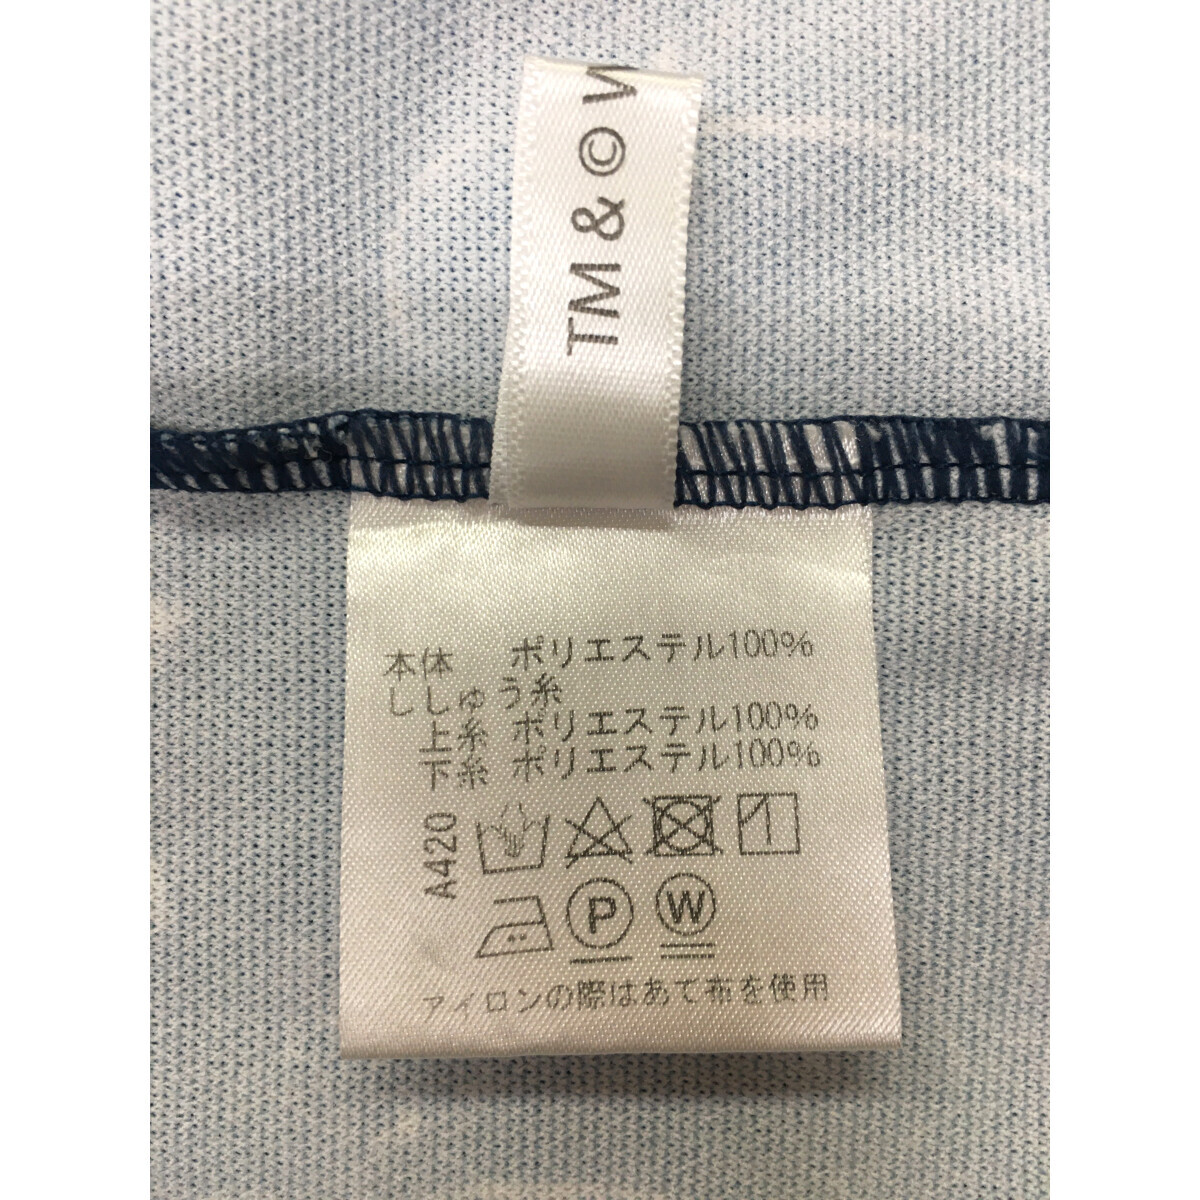 TM & ©
本体 ポリエステル100%
ししゅう糸
上糸 ポリエステル100%
下糸 ポリエステル100%
A420
P W
アイロンの際はあて布を使用